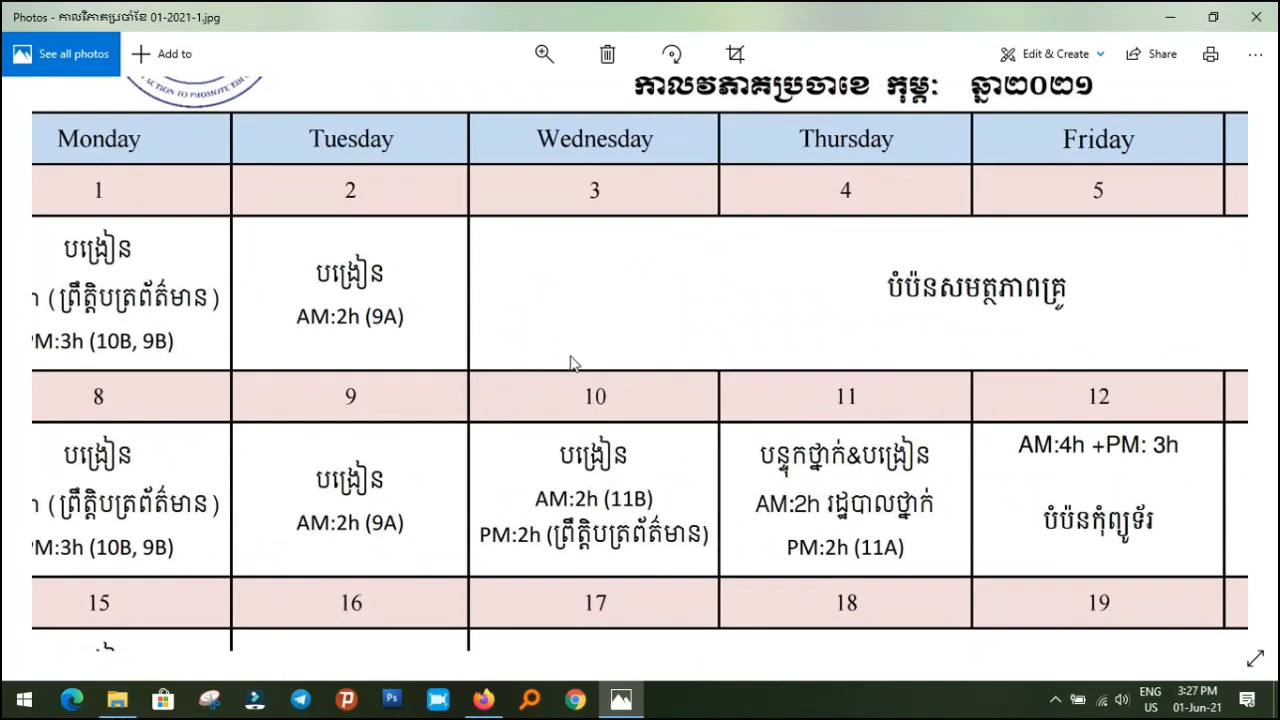 Photos - កាលវិភាគប្រចាំខែ 01-2021-1.jpg
See all photos
Add to
Edit & Create
Share
ACTION TO PROMOTE
កាលវភាគប្រចាខេ កុម្ភៈ ឆ្នា២០២១
Monday Tuesday Wednesday Thursday Friday
1 2 3 4 5
បង្រៀន
(ព្រឹត្តិបត្រព័ត៌មាន)
PM:3h (10B, 9B)
បង្រៀន
AM:2h (9A)
បំប៉នសមត្ថភាពគ្រូ
8 9 10 11 12
បង្រៀន
(ព្រឹត្តិបត្រព័ត៌មាន)
PM:3h (10B, 9B)
បង្រៀន
AM:2h (9A)
បង្រៀន
AM:2h (11B)
PM:2h (ព្រឹត្តិបត្រព័ត៌មាន)
បន្ទុកថ្នាក់&បង្រៀន
AM:2h រដ្ឋបាលថ្នាក់
PM:2h (11A)
AM:4h +PM: 3h
បំប៉នកុំព្យូទ័រ
15 16 17 18 19
ENG
US
3:27 PM
01-Jun-21